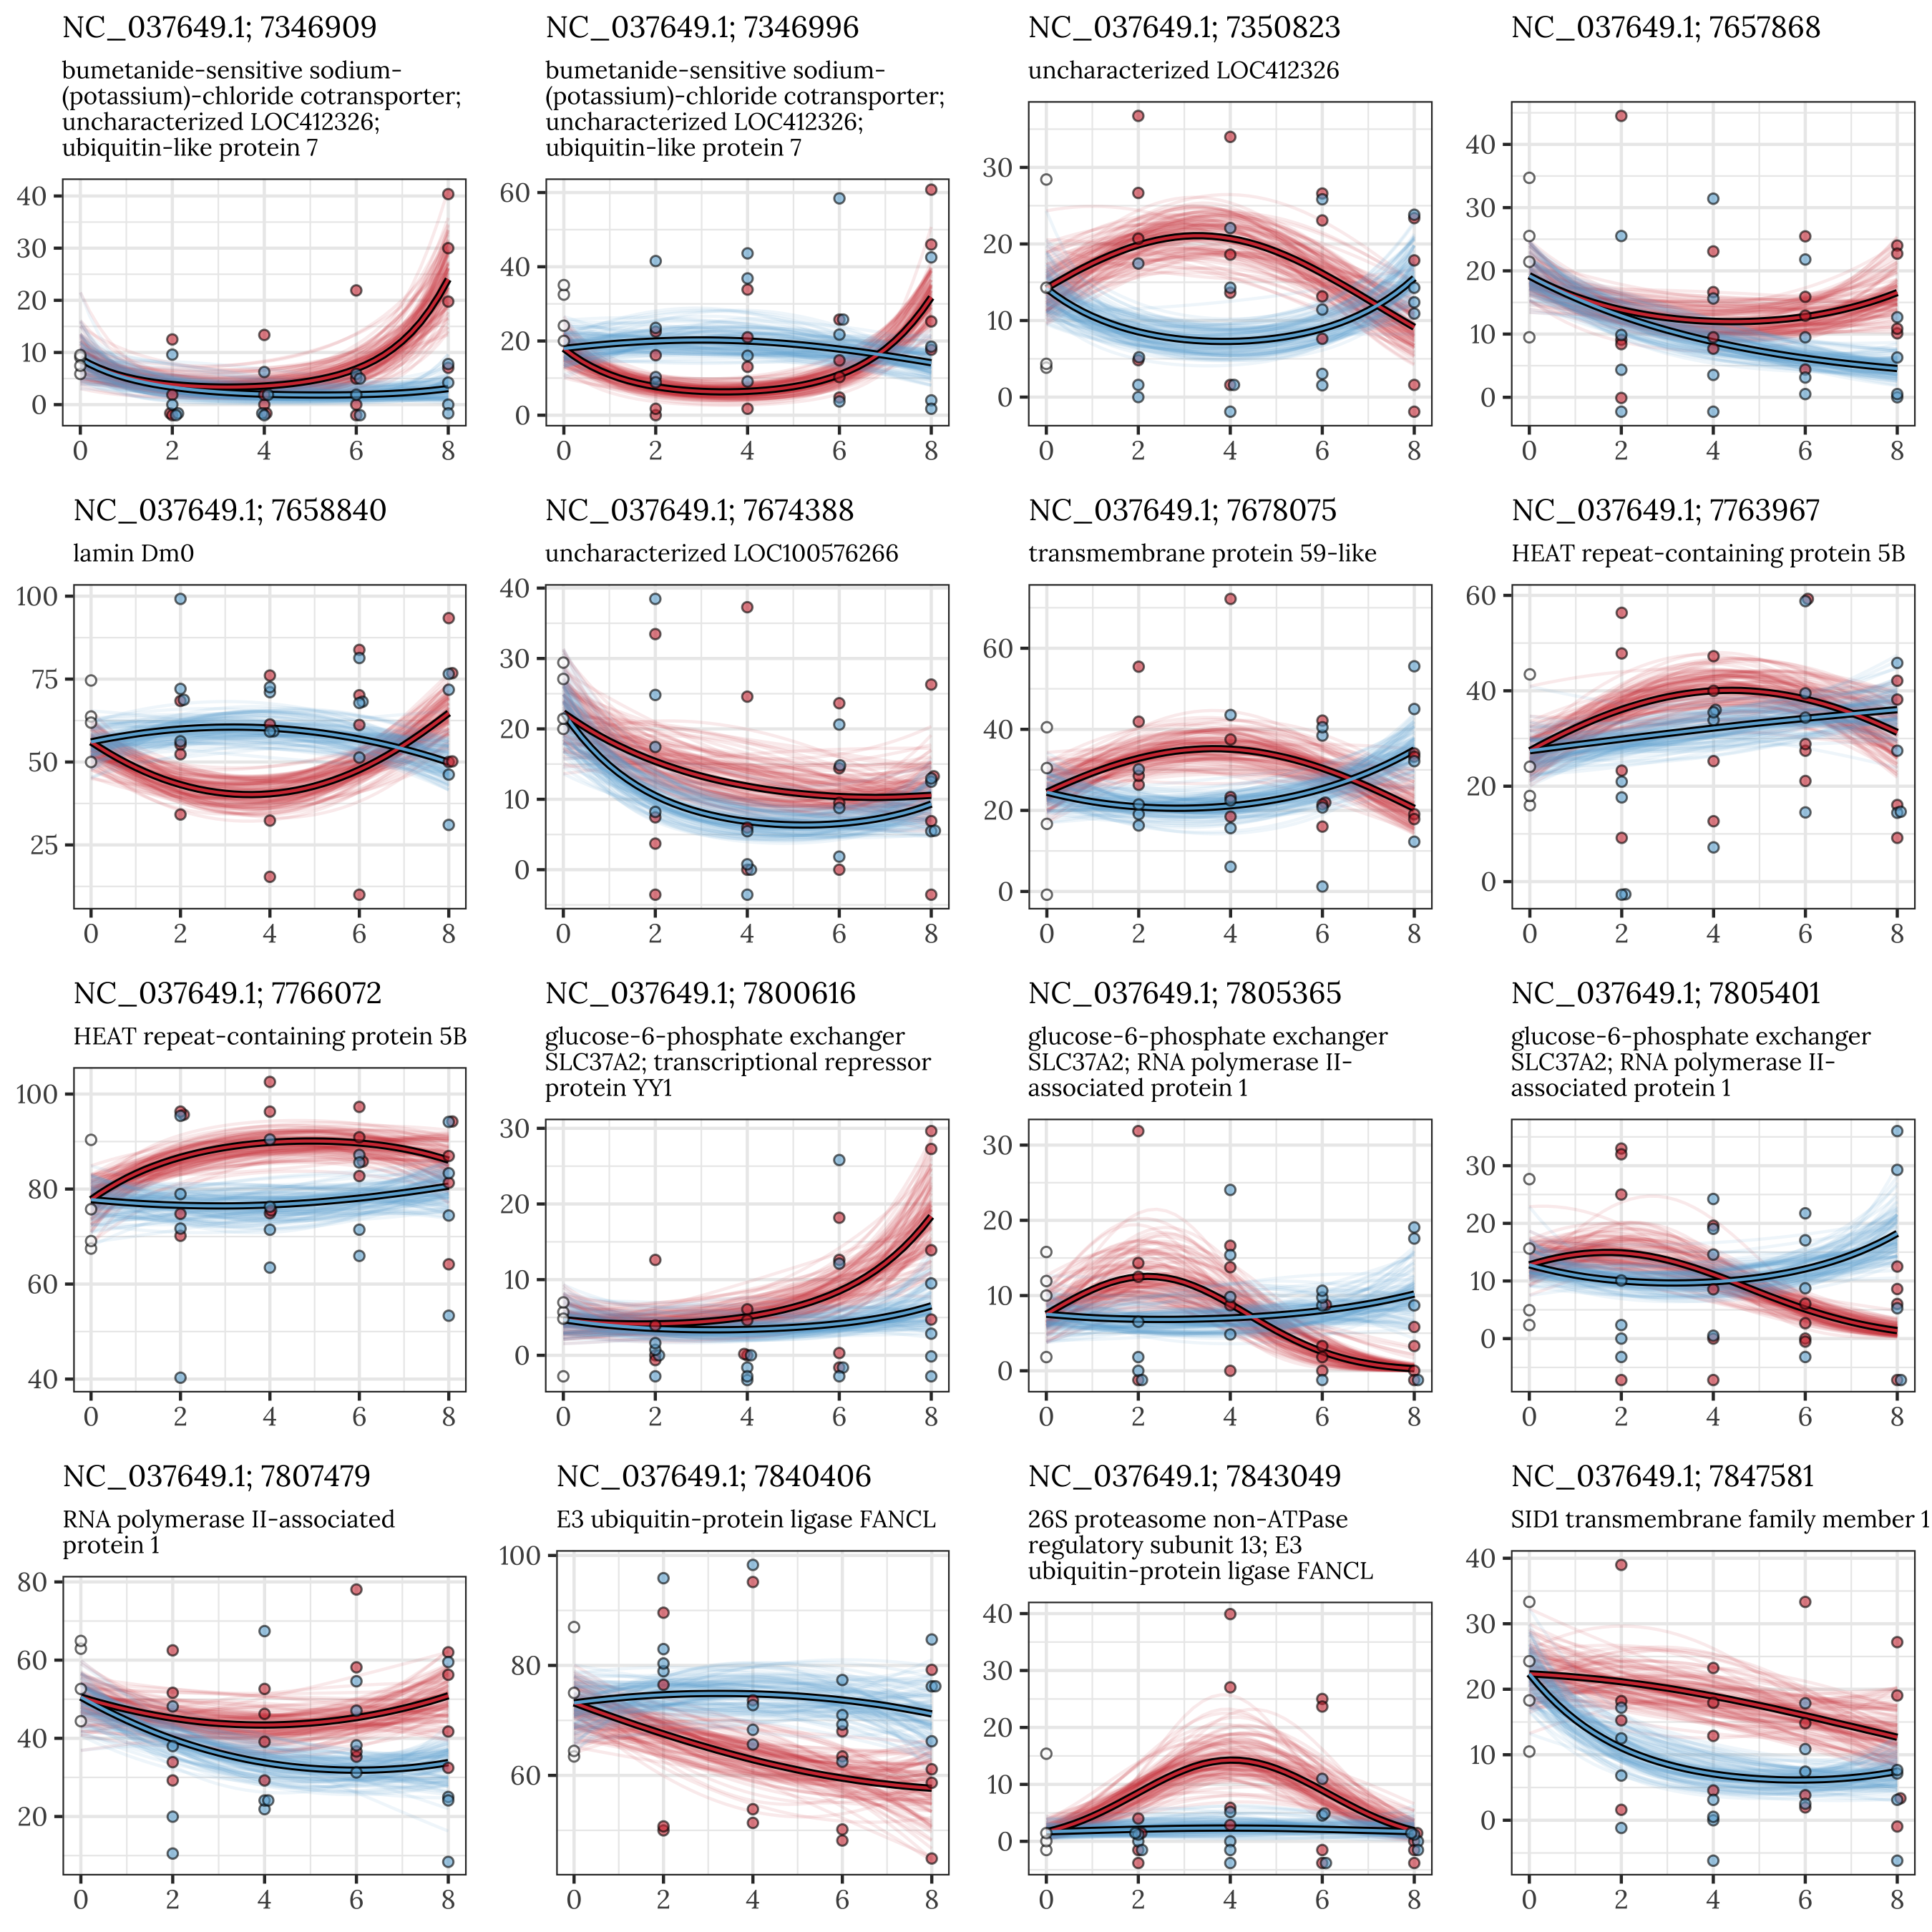 NC_037649.1; 7346909
bumetanide-sensitive sodium-
(potassium)-chloride cotransporter;
uncharacterized LOC412326;
ubiquitin-like protein 7
40
30
20
10
0
0 2 4 6 8
NC_037649.1; 7346996
bumetanide-sensitive sodium-
(potassium)-chloride cotransporter;
uncharacterized LOC412326;
ubiquitin-like protein 7
60
40
20
0
0 2 4 6 8
NC_037649.1; 7350823
uncharacterized LOC412326
30
20
10
0
0 2 4 6 8
NC_037649.1; 7657868
40
30
20
10
0
0 2 4 6 8
NC_037649.1; 7658840
lamin Dm0
100
75
50
25
0 2 4 6 8
NC_037649.1; 7674388
uncharacterized LOC100576266
40
30
20
10
0
0 2 4 6 8
NC_037649.1; 7678075
transmembrane protein 59-like
60
40
20
0
0 2 4 6 8
NC_037649.1; 7763967
HEAT repeat-containing protein 5B
60
40
20
0
0 2 4 6 8
NC_037649.1; 7766072
HEAT repeat-containing protein 5B
100
80
60
40
0 2 4 6 8
NC_037649.1; 7800616
glucose-6-phosphate exchanger
SLC37A2; transcriptional repressor
protein YY1
30
20
10
0
0 2 4 6 8
NC_037649.1; 7805365
glucose-6-phosphate exchanger
SLC37A2; RNA polymerase II-
associated protein 1
30
20
10
0
0 2 4 6 8
NC_037649.1; 7805401
glucose-6-phosphate exchanger
SLC37A2; RNA polymerase II-
associated protein 1
30
20
10
0
0 2 4 6 8
NC_037649.1; 7807479
RNA polymerase II-associated
protein 1
80
60
40
20
0 2 4 6 8
NC_037649.1; 7840406
E3 ubiquitin-protein ligase FANCL
100
80
60
0 2 4 6 8
NC_037649.1; 7843049
26S proteasome non-ATPase
regulatory subunit 13; E3
ubiquitin-protein ligase FANCL
40
30
20
10
0
0 2 4 6 8
NC_037649.1; 7847581
SID1 transmembrane family member 1
40
30
20
10
0
0 2 4 6 8